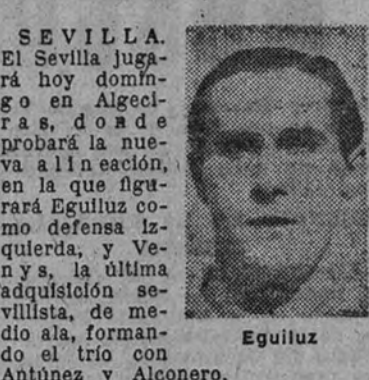 SEVILLA.
El Sevilla juga-
rá hoy domin-
go en Algeci-
ras, donde
probará la nue-
va alineación,
en la que figu-
rará Eguiluz co-
mo defensa iz-
quierda, y Ve-
nys, la última
adquisición se-
villista, de me-
dio ala, forman-
do el trío con
Antúnez y Alconero.
Eguiluz